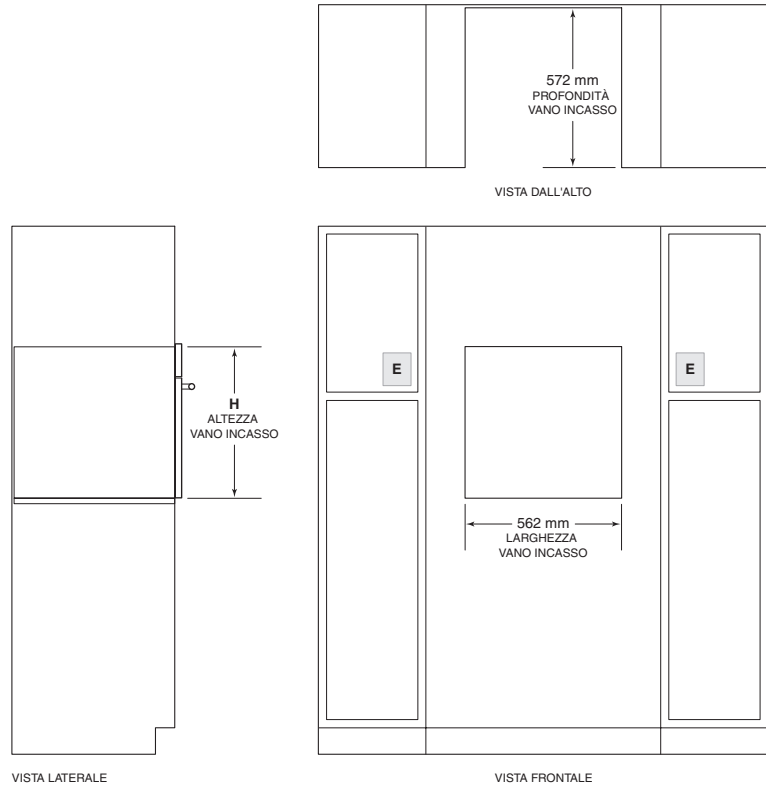 572 mm
PROFONDITÀ
VANO INCASSO
VISTA DALL'ALTO
E
E
H
ALTEZZA
VANO INCASSO
562 mm
LARGHEZZA
VANO INCASSO
VISTA LATERALE
VISTA FRONTALE